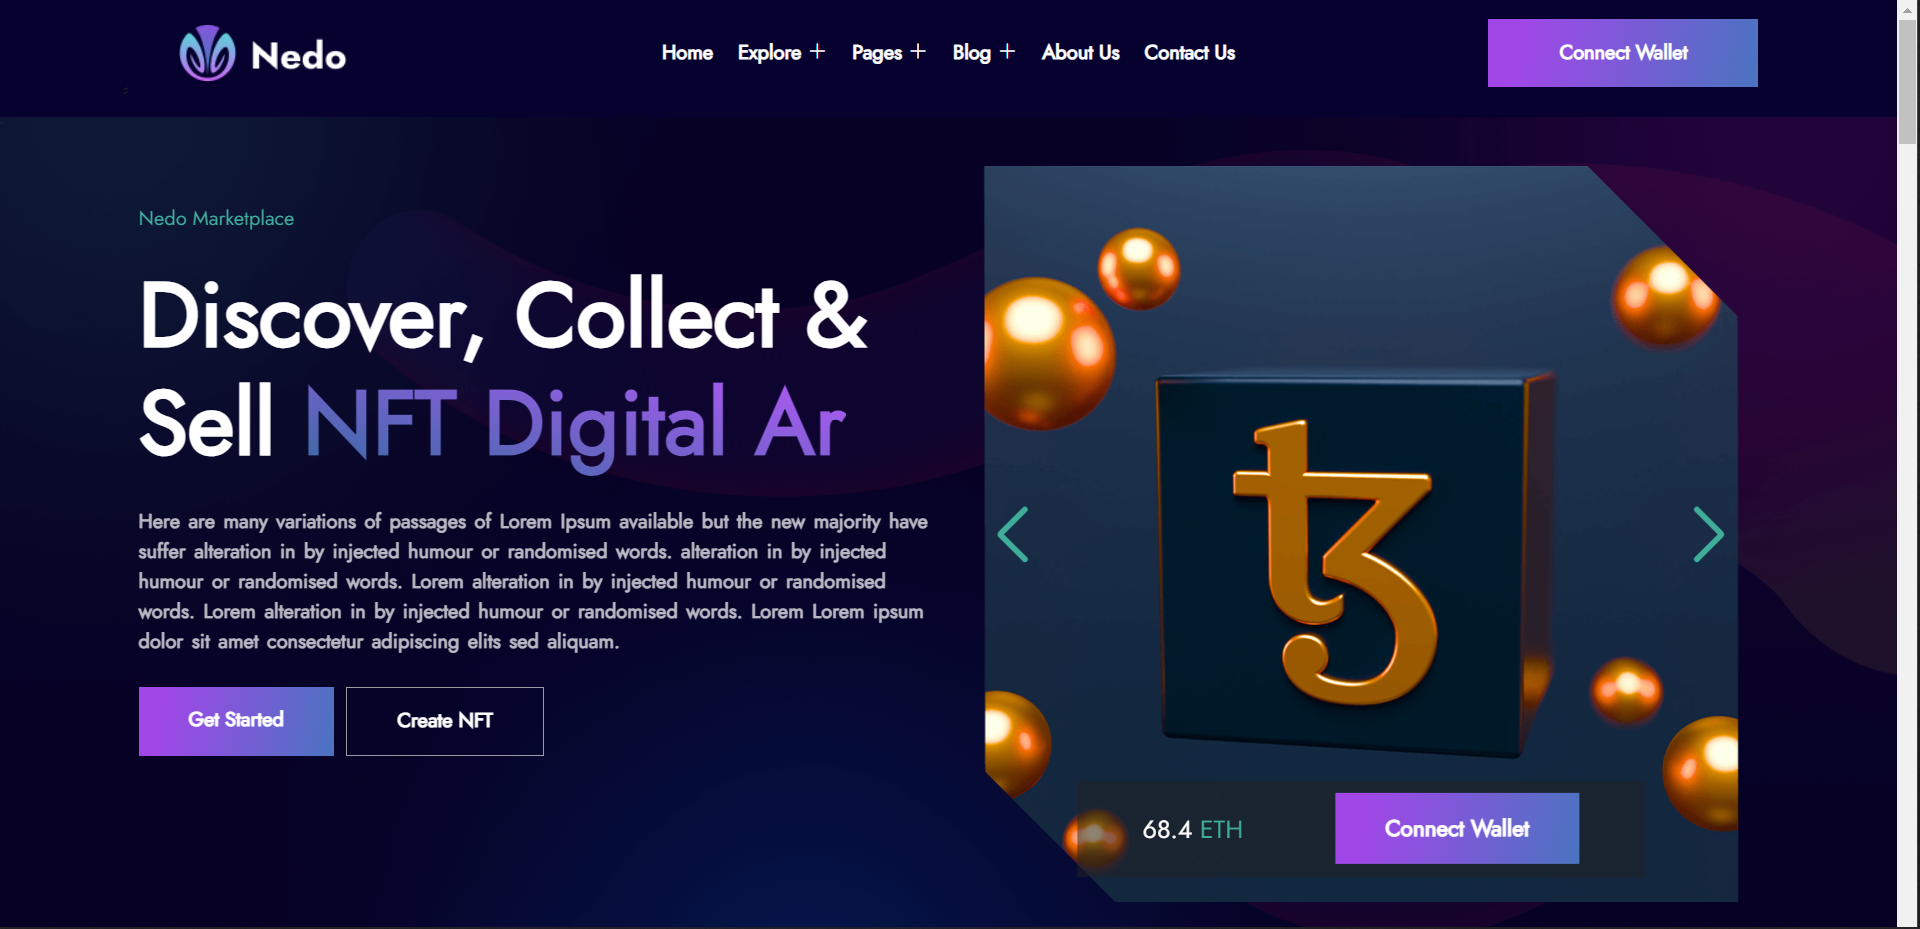 Nedo
Home Explore + Pages + Blog + About Us Contact Us
Connect Wallet
Nedo Marketplace
Discover, Collect &
Sell NFT Digital Ar
Here are many variations of passages of Lorem Ipsum available but the new majority have
suffer alteration in by injected humour or randomised words. alteration in by injected
humour or randomised words. Lorem alteration in by injected humour or randomised
words. Lorem alteration in by injected humour or randomised words. Lorem Lorem ipsum
dolor sit amet consectetur adipiscing elits sed aliquam.
Get Started
Create NFT
68.4 ETH
Connect Wallet